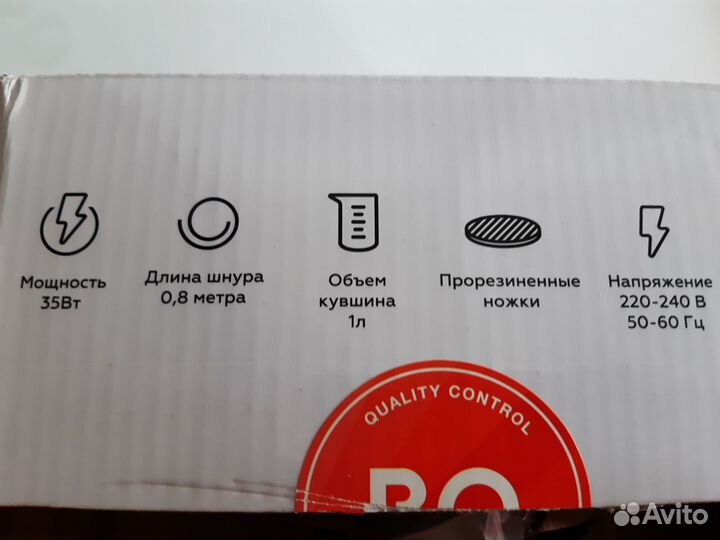 Мощность
35Вт
Длина шнура
0,8 метра
Объем
кувшина
1л
Прорезиненные
ножки
Напряжение
220-240 В
50-60 Гц
QUALITY CONTROL
BQ
Avito